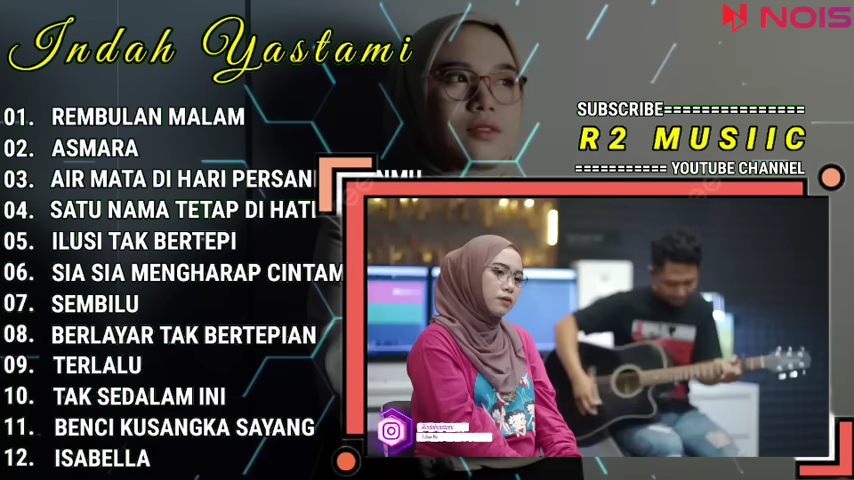 Indah Yastami
NOIS
01. REMBULAN MALAM
02. ASMARA
03. AIR MATA DI HARI
04. SATU NAMA TETAP DI HATI
05. ILUSI TAK BERTEPI
06. SIA SIA MENGHARAP
07. SEMBILU
08. BERLAYAR TAK BERTEPIAN
09. TERLALU
10. TAK SEDALAM INI
11. BENCI KUSANGKA SAYANG
12. ISABELLA
SUBSCRIBE===============
R2 MUSIIC
=========== YOUTUBE CHANNEL